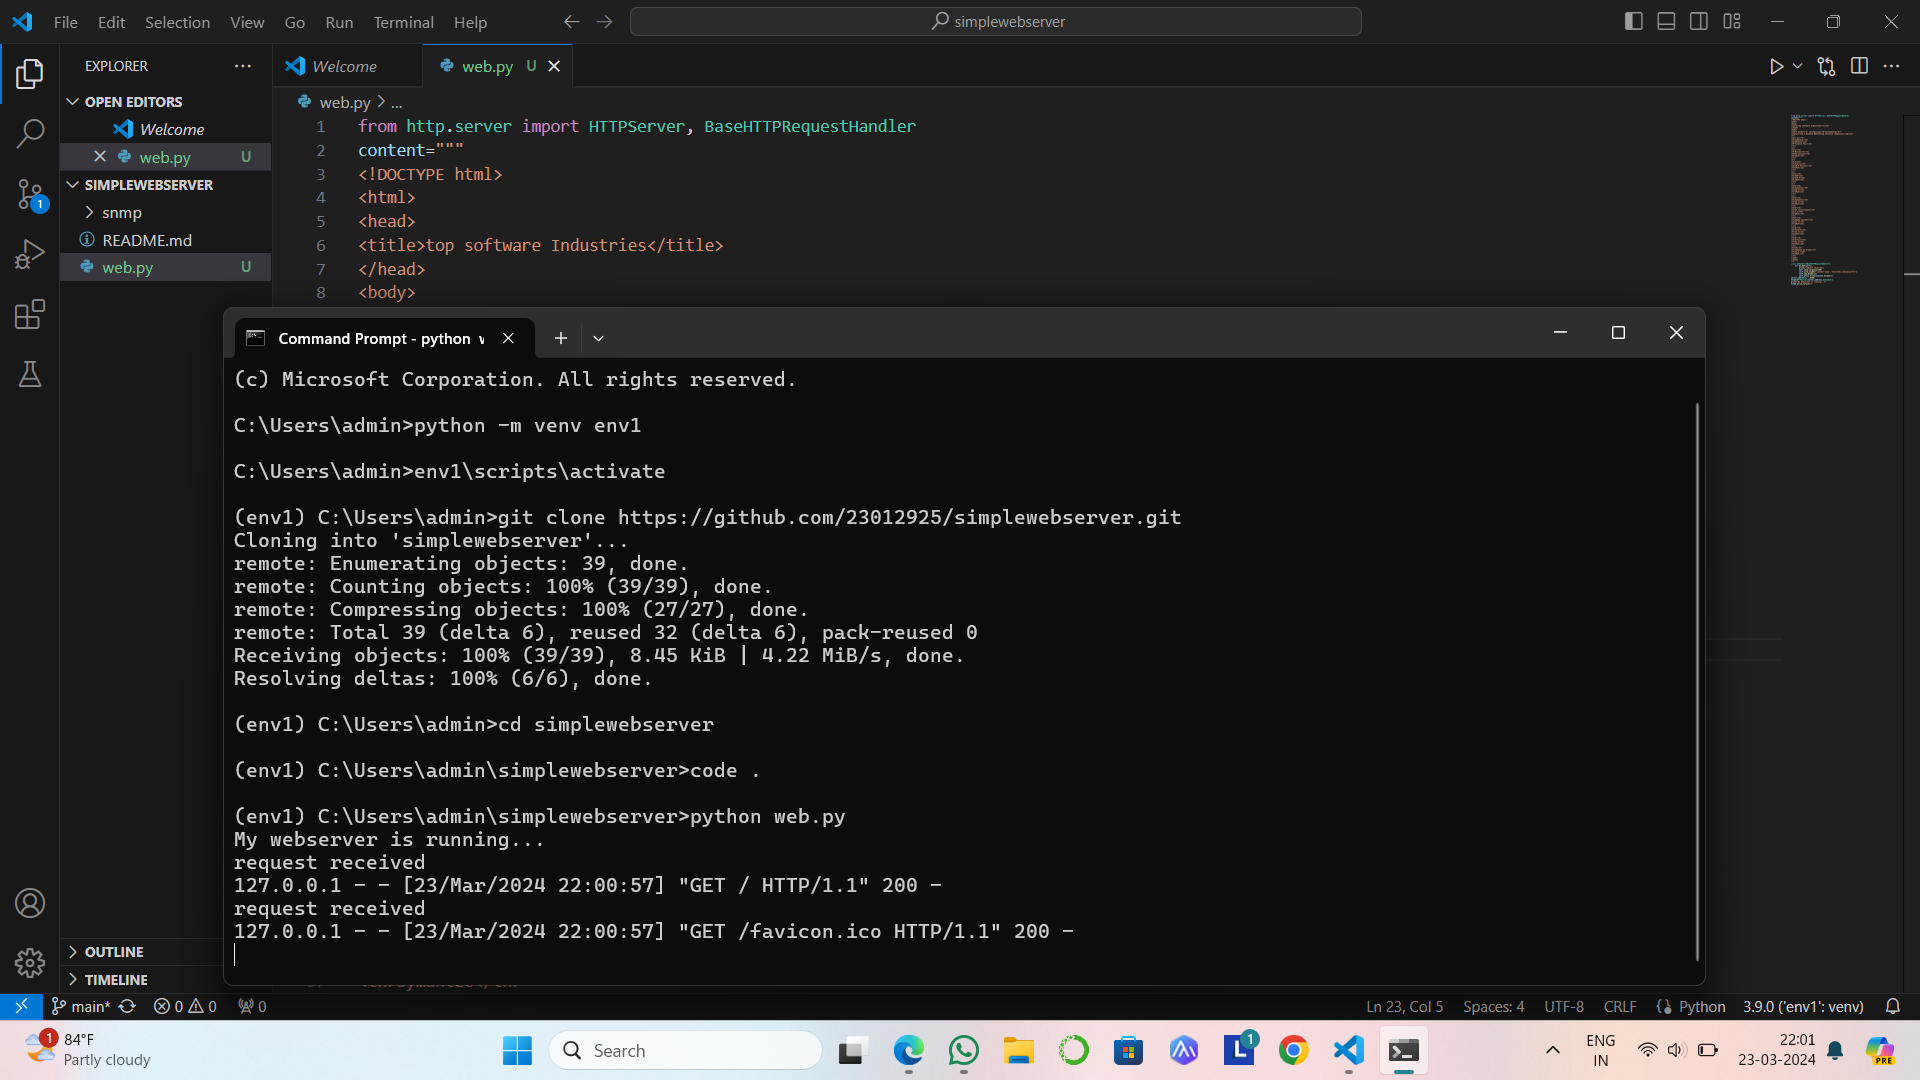 File Edit Selection View Go Run Terminal Help
simplewebserver
EXPLORER
OPEN EDITORS
Welcome
web.py U
SIMPLEWEBSERVER
snmp
README.md
web.py U
OUTLINE
TIMELINE
1
Welcome
web.py U
web.py > ...
1 from http.server import HTTPServer, BaseHTTPRequestHandler
2 content="""
3 <!DOCTYPE html>
4 <html>
5 <head>
6 <title>top software Industries</title>
7 </head>
8 <body>
Command Prompt - python
(c) Microsoft Corporation. All rights reserved.
C:\Users\admin>python -m venv env1
C:\Users\admin>env1\scripts\activate
(env1) C:\Users\admin>git clone https://github.com/23012925/simplewebserver.git
Cloning into 'simplewebserver'...
remote: Enumerating objects: 39, done.
remote: Counting objects: 100% (39/39), done.
remote: Compressing objects: 100% (27/27), done.
remote: Total 39 (delta 6), reused 32 (delta 6), pack-reused 0
Receiving objects: 100% (39/39), 8.45 KiB | 4.22 MiB/s, done.
Resolving deltas: 100% (6/6), done.
(env1) C:\Users\admin>cd simplewebserver
(env1) C:\Users\admin\simplewebserver>code .
(env1) C:\Users\admin\simplewebserver>python web.py
My webserver is running...
request received
127.0.0.1 - - [23/Mar/2024 22:00:57] "GET / HTTP/1.1" 200 -
request received
127.0.0.1 - - [23/Mar/2024 22:00:57] "GET /favicon.ico HTTP/1.1" 200 -
main* 0 0 0
Ln 23, Col 5 Spaces: 4 UTF-8 CRLF Python 3.9.0 ('env1': venv)
1
84°F
Partly cloudy
Search
1
ENG
IN
22:01
23-03-2024
PRE